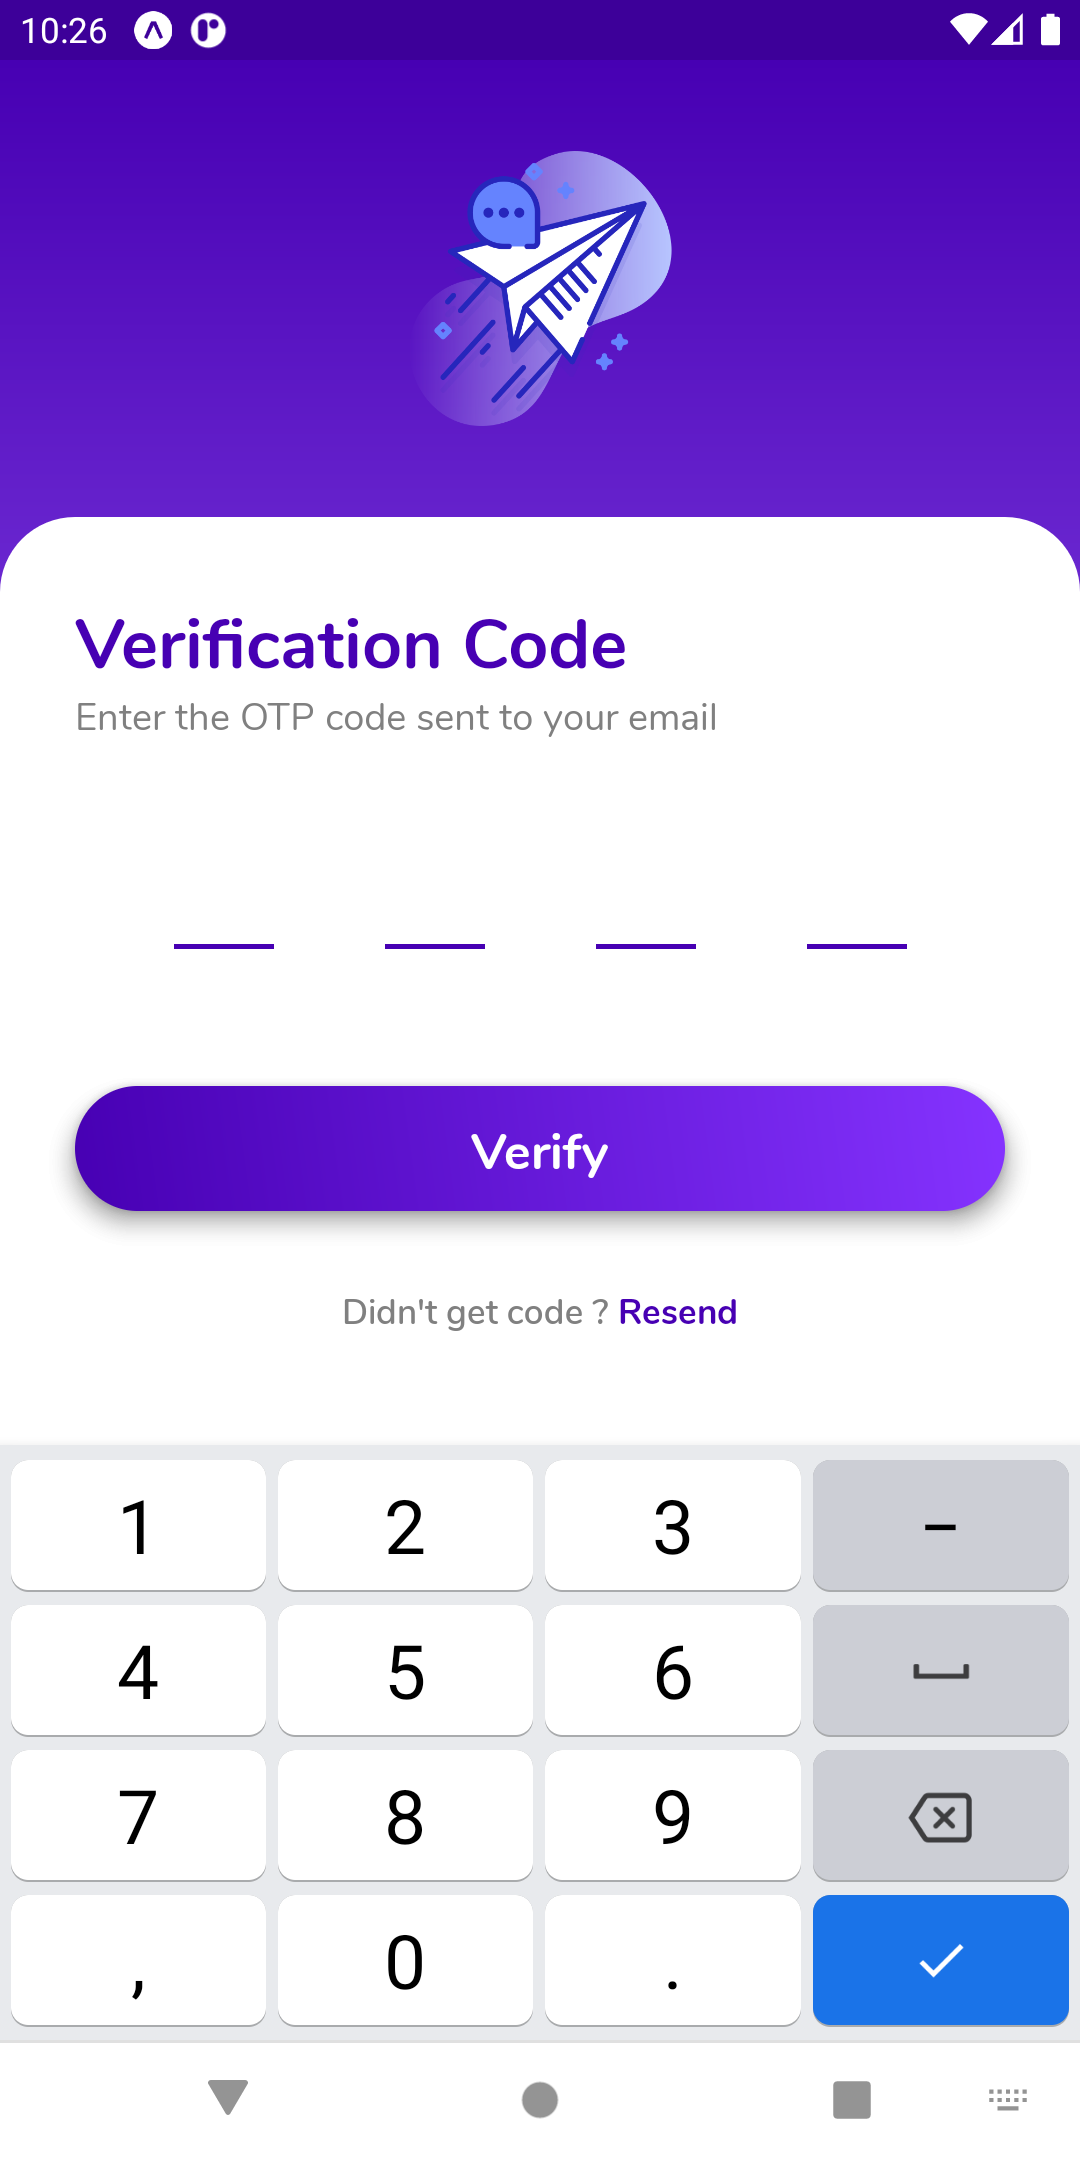 10:26
Verification Code
Enter the OTP code sent to your email
Verify
Didn't get code ? Resend
1 2 3 –
4 5 6
7 8 9
, 0 .